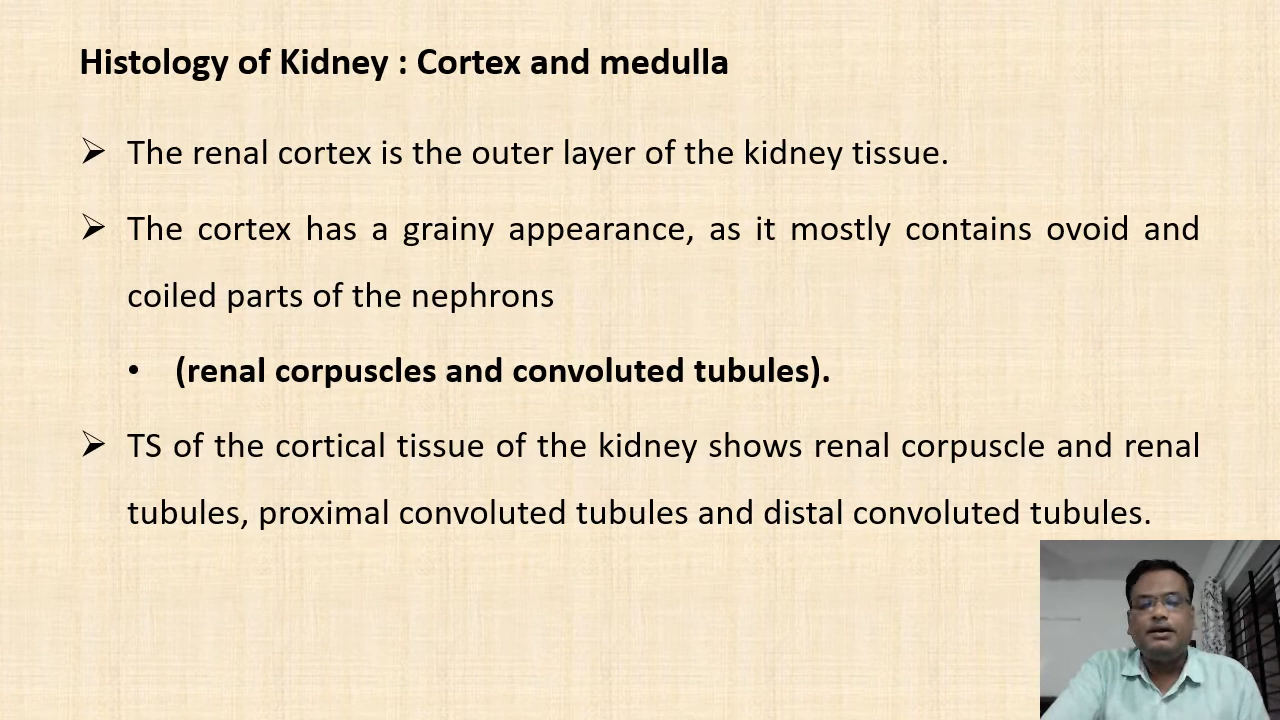 Histology of Kidney : Cortex and medulla
➢ The renal cortex is the outer layer of the kidney tissue.
➢ The cortex has a grainy appearance, as it mostly contains ovoid and
coiled parts of the nephrons
• (renal corpuscles and convoluted tubules).
➢ TS of the cortical tissue of the kidney shows renal corpuscle and renal
tubules, proximal convoluted tubules and distal convoluted tubules.